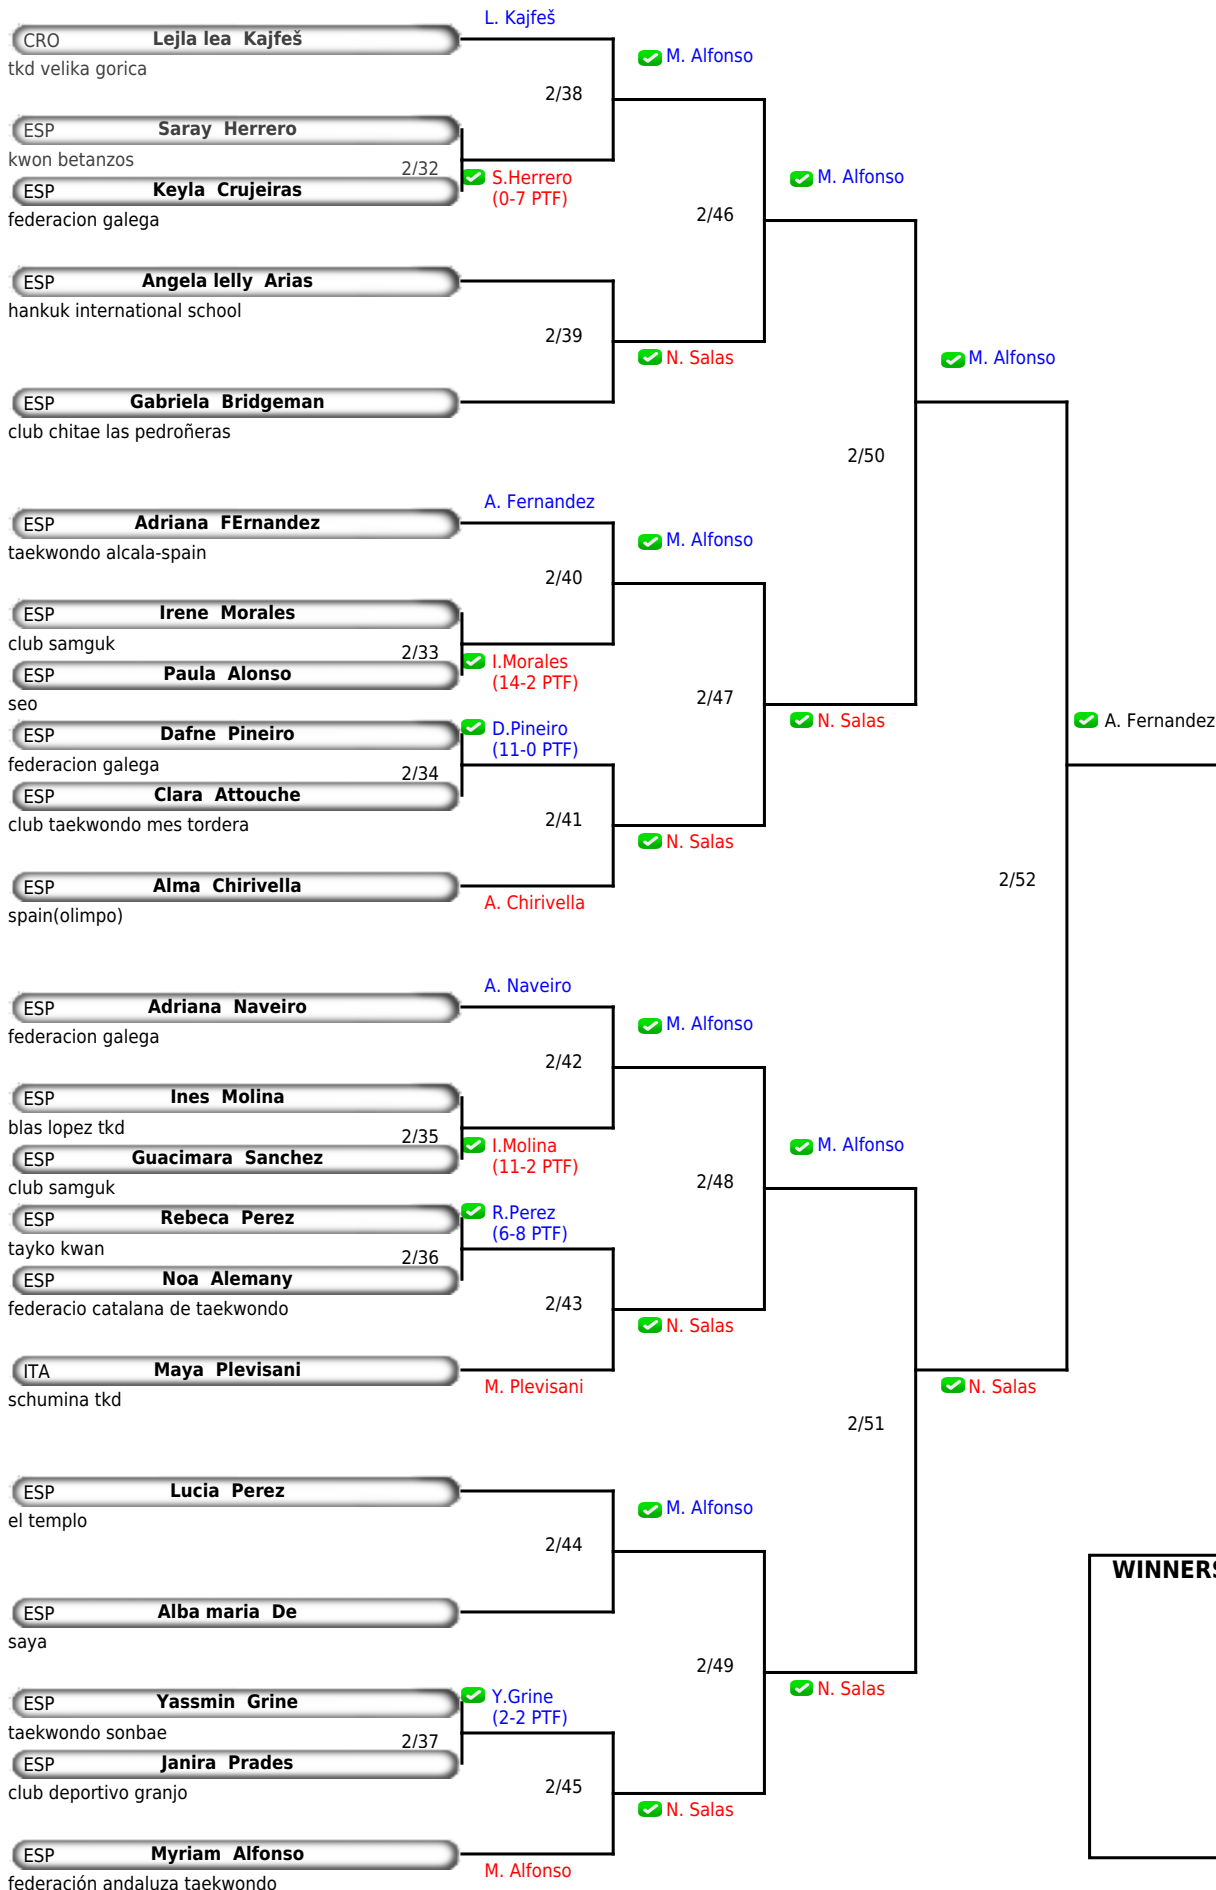 L. Kajfeš
CRO Lejla lea Kajfeš
tkd velika gorica
M. Alfonso
2/38
ESP Saray Herrero
kwon betanzos
2/32
S.Herrero
(0-7 PTF)
ESP Keyla Crujeiras
federacion galega
M. Alfonso
2/46
ESP Angela lelly Arias
hankuk international school
2/39
N. Salas
ESP Gabriela Bridgeman
club chitae las pedroñeras
M. Alfonso
2/50
A. Fernandez
ESP Adriana FErnandez
taekwondo alcala-spain
M. Alfonso
2/40
ESP Irene Morales
club samguk
2/33
I.Morales
(14-2 PTF)
ESP Paula Alonso
seo
2/47
N. Salas
A. Fernandez
ESP Dafne Pineiro
federacion galega
D.Pineiro
(11-0 PTF)
2/34
ESP Clara Attouche
club taekwondo mes tordera
2/41
N. Salas
ESP Alma Chirivella
spain(olimpo)
A. Chirivella
2/52
A. Naveiro
ESP Adriana Naveiro
federacion galega
M. Alfonso
2/42
ESP Ines Molina
blas lopez tkd
2/35
I.Molina
(11-2 PTF)
ESP Guacimara Sanchez
club samguk
M. Alfonso
2/48
ESP Rebeca Perez
tayko kwan
R.Perez
(6-8 PTF)
2/36
ESP Noa Alemany
federacio catalana de taekwondo
2/43
N. Salas
ITA Maya Plevisani
schumina tkd
M. Plevisani
N. Salas
2/51
ESP Lucia Perez
el templo
M. Alfonso
2/44
ESP Alba maria De
saya
WINNERS
2/49
N. Salas
ESP Yassmin Grine
taekwondo sonbae
Y.Grine
(2-2 PTF)
2/37
ESP Janira Prades
club deportivo granjo
2/45
N. Salas
ESP Myriam Alfonso
federación andaluza taekwondo
M. Alfonso